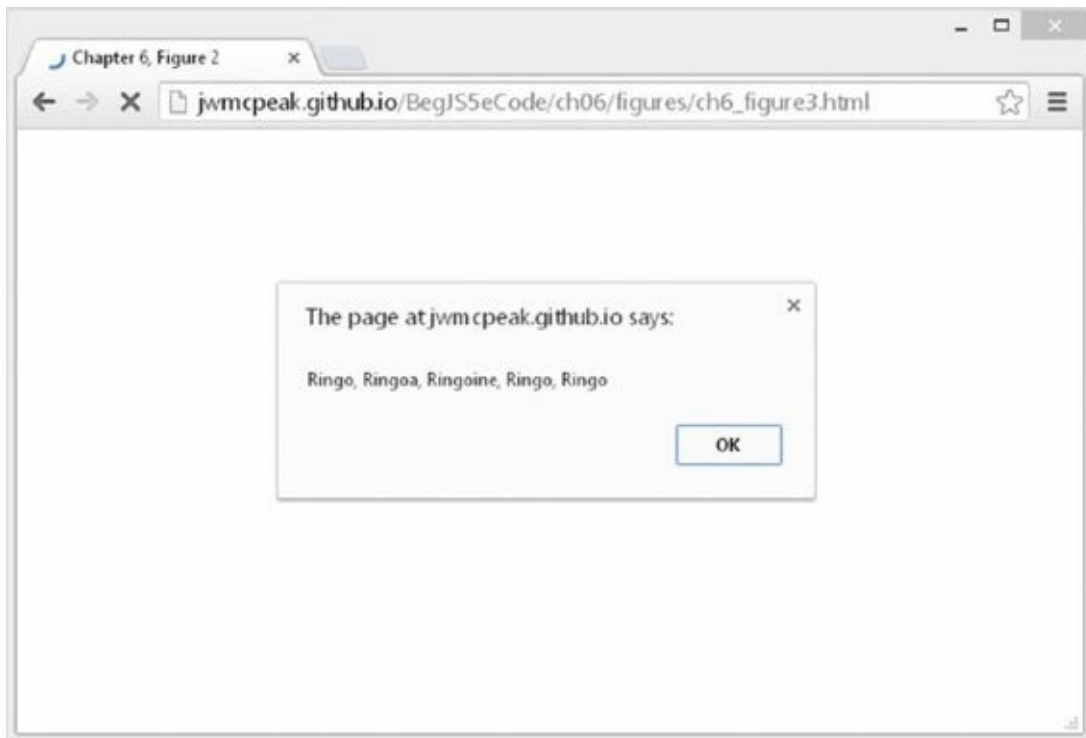 Chapter 6, Figure 2
jwmcpeak.github.io/BegJS5eCode/ch06/figures/ch6_figure3.html
The page at jwmcpeak.github.io says:
Ringo, Ringoa, Ringoine, Ringo, Ringo
OK